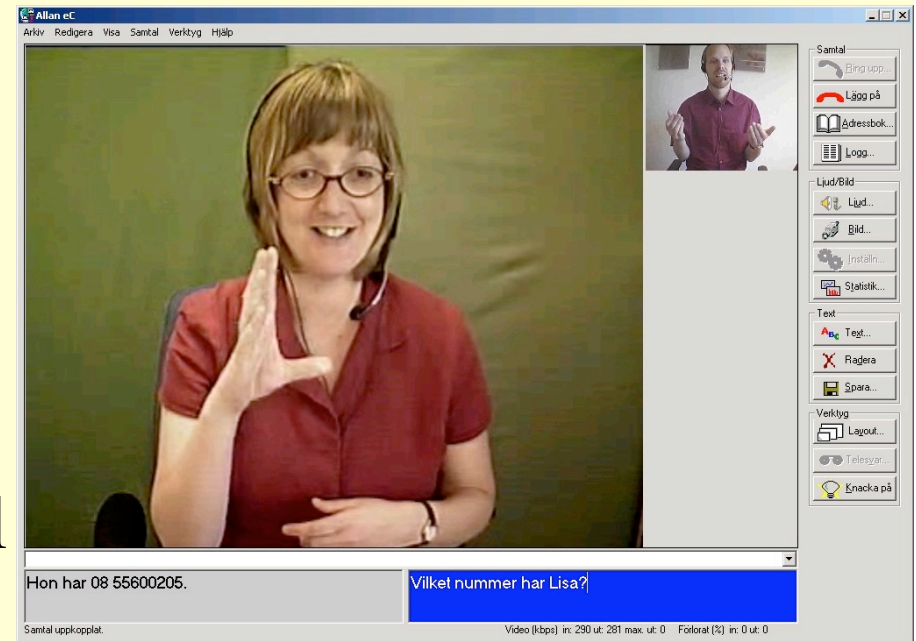 Allan eC
Arkiv Redigera Visa Samtal Verktyg Hjälp
Samtal
Ring upp...
Lägg på
Adressbok...
Logg...
Ljud/Bild
Ljud...
Bild...
Inställn...
Statistik...
Text
Text...
Radera
Spara...
Verktyg
Layout...
Telesvar...
Knacka på
Hon har 08 55600205.
Vilket nummer har Lisa?
Samtal uppkopplat.
Video (kbps) in: 290 ut: 281 max. ut: 0 Förlorat (%) in: 0 ut: 0